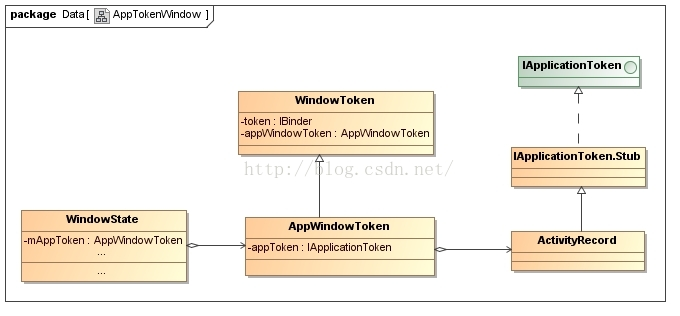 package Data[ AppTokenWindow ]
IApplicationToken
WindowToken
-token : IBinder
-appWindowToken : AppWindowToken
IApplicationToken.Stub
http://blog.csdn.net/
WindowState
-mAppToken : AppWindowToken
...
...
AppWindowToken
-appToken : IApplicationToken
ActivityRecord